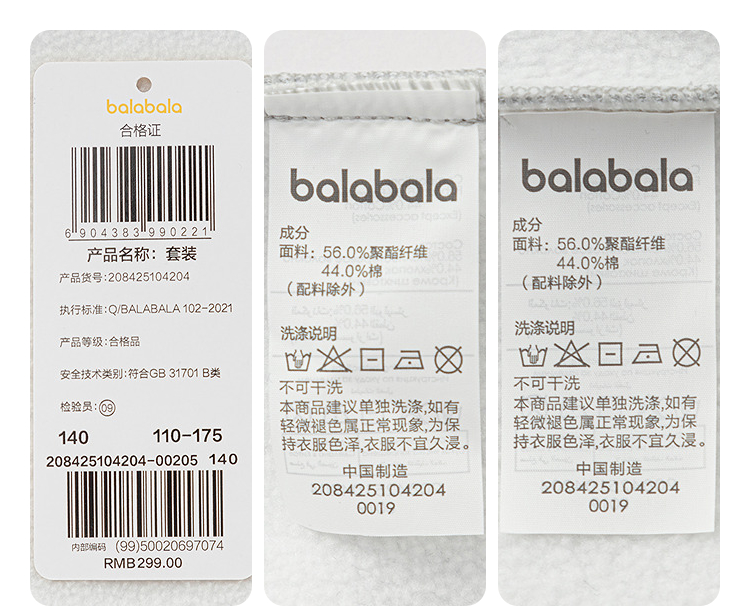 balabala
合格证
6904383990221
产品名称：套装
产品货号：208425104204
执行标准：Q/BALABALA 102-2021
产品等级：合格品
安全技术类别：符合GB 31701 B类
检验员：09
140 110-175
208425104204-00205 140
内部编码 (99)50020697074
RMB299.00
balabala
成分
面料：56.0%聚酯纤维
44.0%棉
（配料除外）
洗涤说明
不可干洗
本商品建议单独洗涤,如有
轻微褪色属正常现象,为保
持衣服色泽,衣服不宜久浸。
中国制造
208425104204
0019
balabala
成分
面料：56.0%聚酯纤维
44.0%棉
（配料除外）
洗涤说明
不可干洗
本商品建议单独洗涤,如有
轻微褪色属正常现象,为保
持衣服色泽,衣服不宜久浸。
中国制造
208425104204
0019